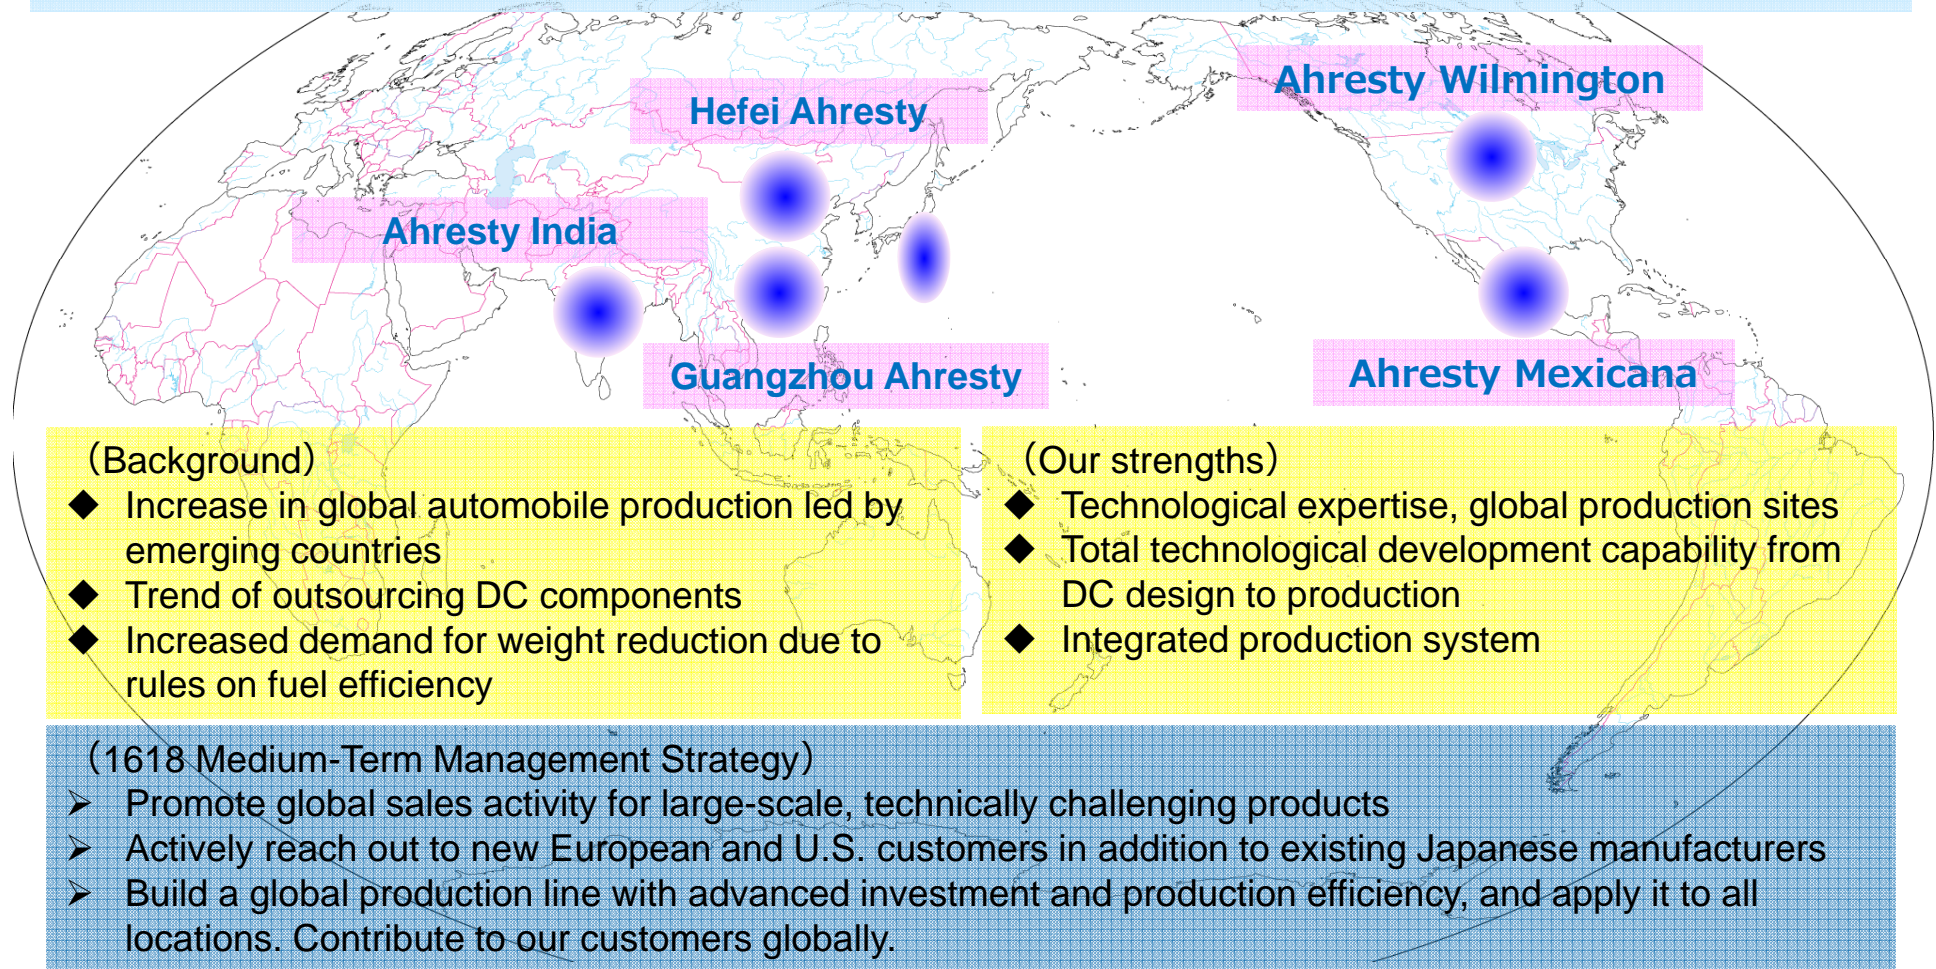 Ahresty Wilmington
Hefei Ahresty
Ahresty India
Guangzhou Ahresty
Ahresty Mexicana
（Background）
◆ Increase in global automobile production led by
emerging countries
◆ Trend of outsourcing DC components
◆ Increased demand for weight reduction due to
rules on fuel efficiency
（Our strengths）
◆ Technological expertise, global production sites
◆ Total technological development capability from
DC design to production
◆ Integrated production system
（1618 Medium-Term Management Strategy）
➢ Promote global sales activity for large-scale, technically challenging products
➢ Actively reach out to new European and U.S. customers in addition to existing Japanese manufacturers
➢ Build a global production line with advanced investment and production efficiency, and apply it to all
locations. Contribute to our customers globally.